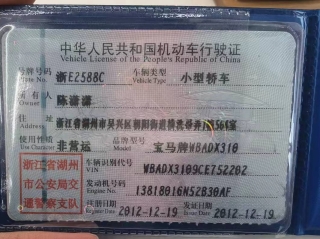 中华人民共和国机动车行驶证
Vehicle License of the People's Republic of China
号牌号码 Plate No. 浙E2588C 车辆类型 Vehicle Type 小型轿车
所有人 Owner 陈潇潇
住址 Address 浙江省湖州市吴兴区朝阳街道
使用性质 Use Character 非营运 品牌型号 Model 宝马牌WBADX310
浙江省湖州市公安局交通警察支队
车辆识别代号 VIN WBADX3109CE752202
发动机号码 Engine No. 13818016N52B30AF
注册日期 Register Date 2012-12-19 发证日期 Issue Date 2012-12-19